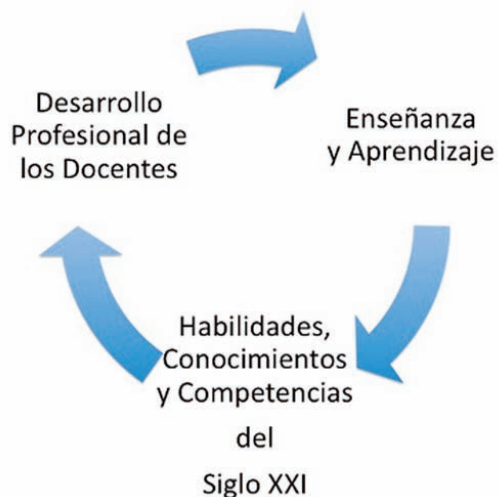 Desarrollo
Profesional de
los Docentes
Enseñanza
y Aprendizaje
Habilidades,
Conocimientos
y Competencias
del
Siglo XXI